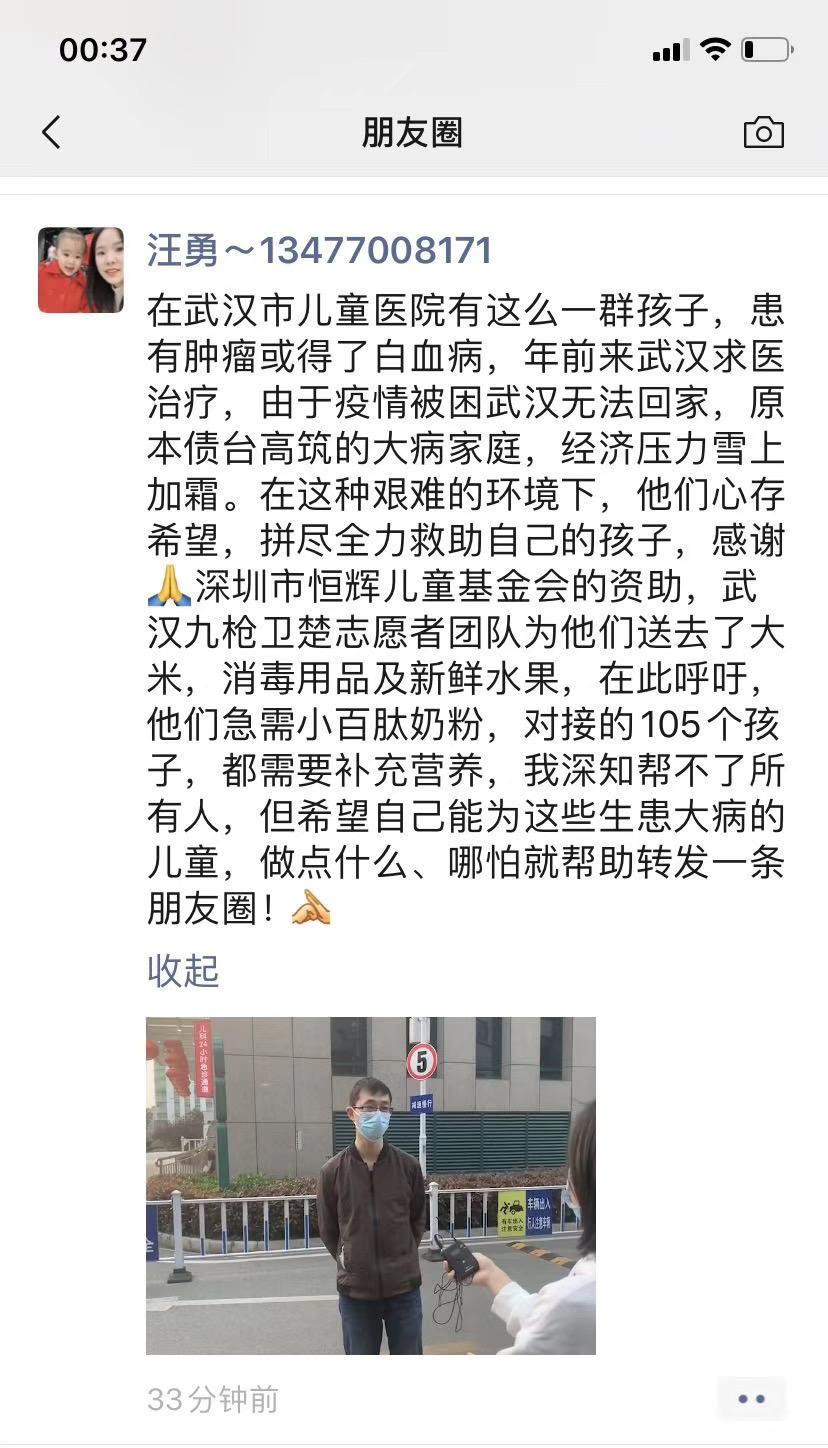 00:37
朋友圈
汪勇～13477008171
在武汉市儿童医院有这么一群孩子，患
有肿瘤或得了白血病，年前来武汉求医
治疗，由于疫情被困武汉无法回家，原
本债台高筑的大病家庭，经济压力雪上
加霜。在这种艰难的环境下，他们心存
希望，拼尽全力救助自己的孩子，感谢
🙏深圳市恒辉儿童基金会的资助，武
汉九枪卫楚志愿者团队为他们送去了大
米，消毒用品及新鲜水果，在此呼吁，
他们急需小百肽奶粉，对接的105个孩
子，都需要补充营养，我深知帮不了所
有人，但希望自己能为这些生患大病的
儿童，做点什么、哪怕就帮助转发一条
朋友圈！
收起
儿科24小时急诊通道
5
减速慢行
有车出入
注意安全
车辆出入
行人注意车辆
33分钟前